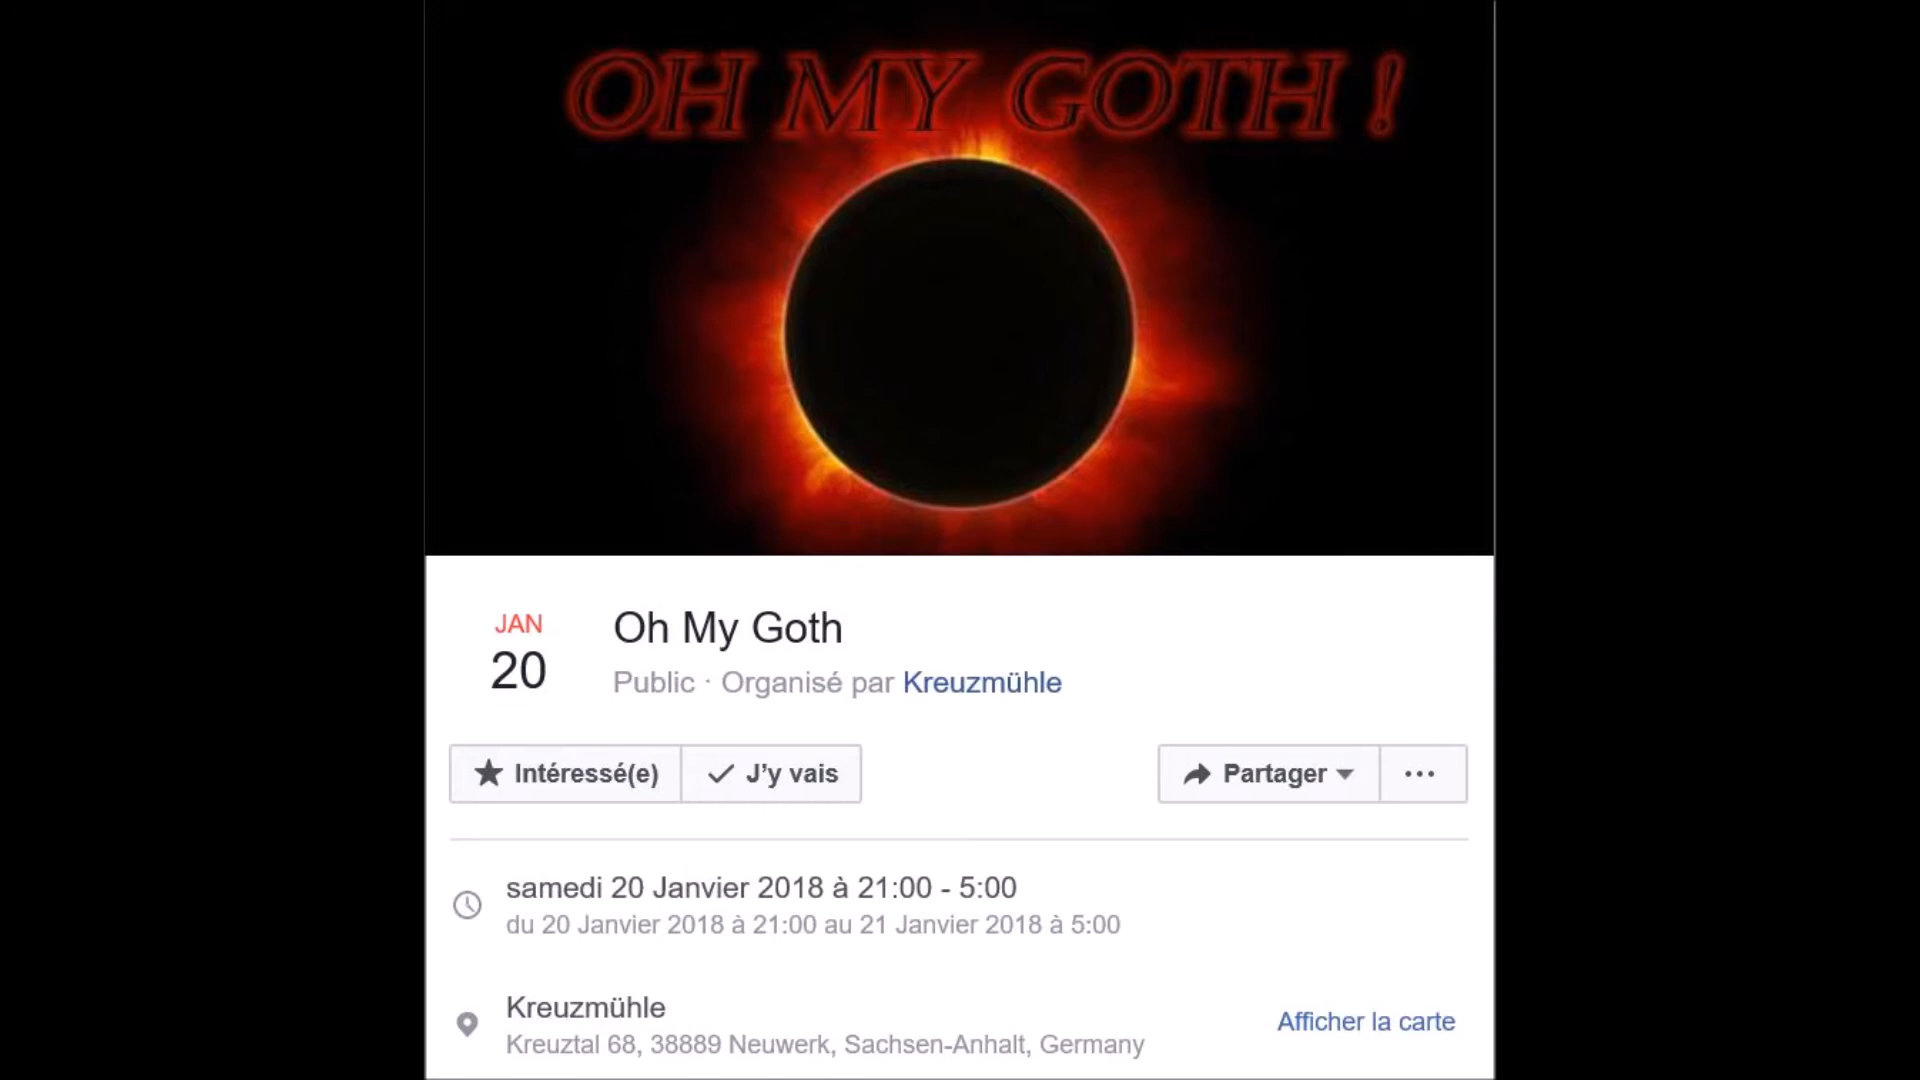 OH MY GOTH !
JAN
20
Oh My Goth
Public · Organisé par Kreuzmühle
Intéressé(e)
J’y vais
Partager
samedi 20 Janvier 2018 à 21:00 - 5:00
du 20 Janvier 2018 à 21:00 au 21 Janvier 2018 à 5:00
Kreuzmühle
Kreuztal 68, 38889 Neuwerk, Sachsen-Anhalt, Germany
Afficher la carte